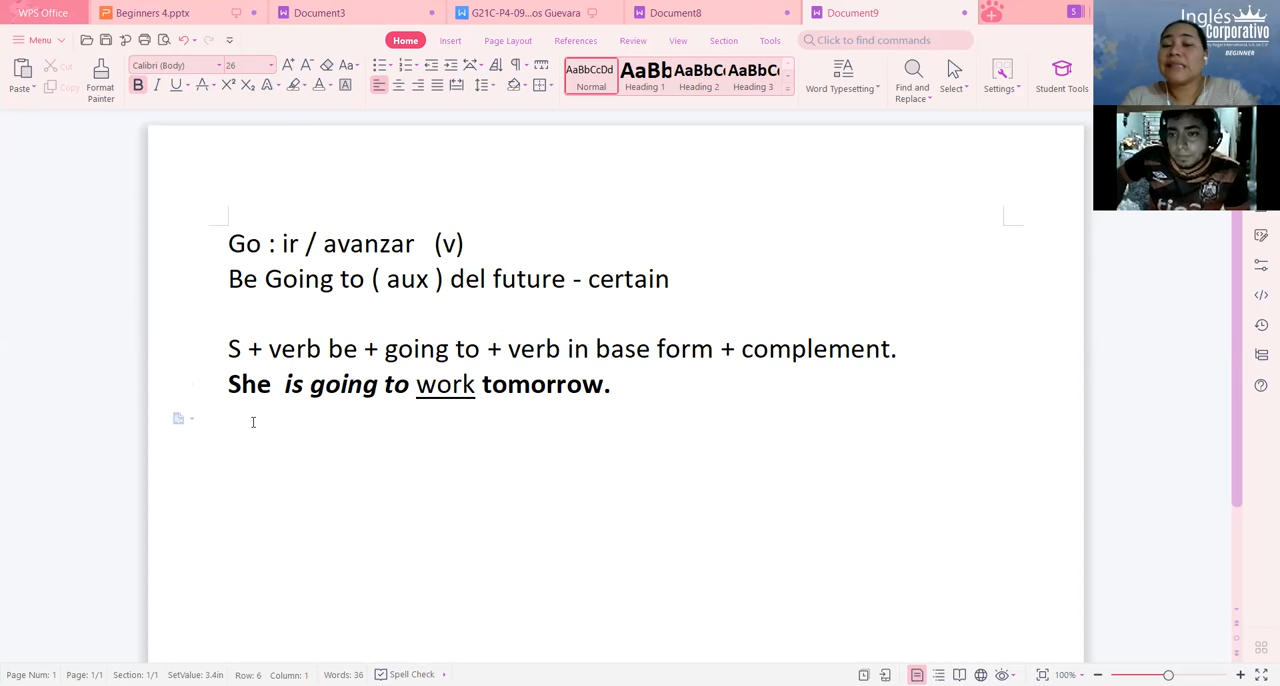 WPS Office
Beginners 4.pptx
Document3
G21C-P4-09...os Guevara
Document8
Document9
S
Menu
Home
Insert
Page Layout
References
Review
View
Section
Tools
Click to find commands
Paste
Cut
Copy
Format Painter
Calibri (Body)
26
AaBbCcDd
Normal
AaBb
Heading 1
AaBbC
Heading 2
AaBbC
Heading 3
Word Typesetting
Find and Replace
Select
Settings
Student Tools
Inglés
Corporativo
BEGINNER
Go : ir / avanzar (v)
Be Going to ( aux ) del future - certain
S + verb be + going to + verb in base form + complement.
She is going to work tomorrow.
Page Num: 1 Page: 1/1 Section: 1/1 SetValue: 3.4in Row: 6 Column: 1 Words: 36 Spell Check
100%